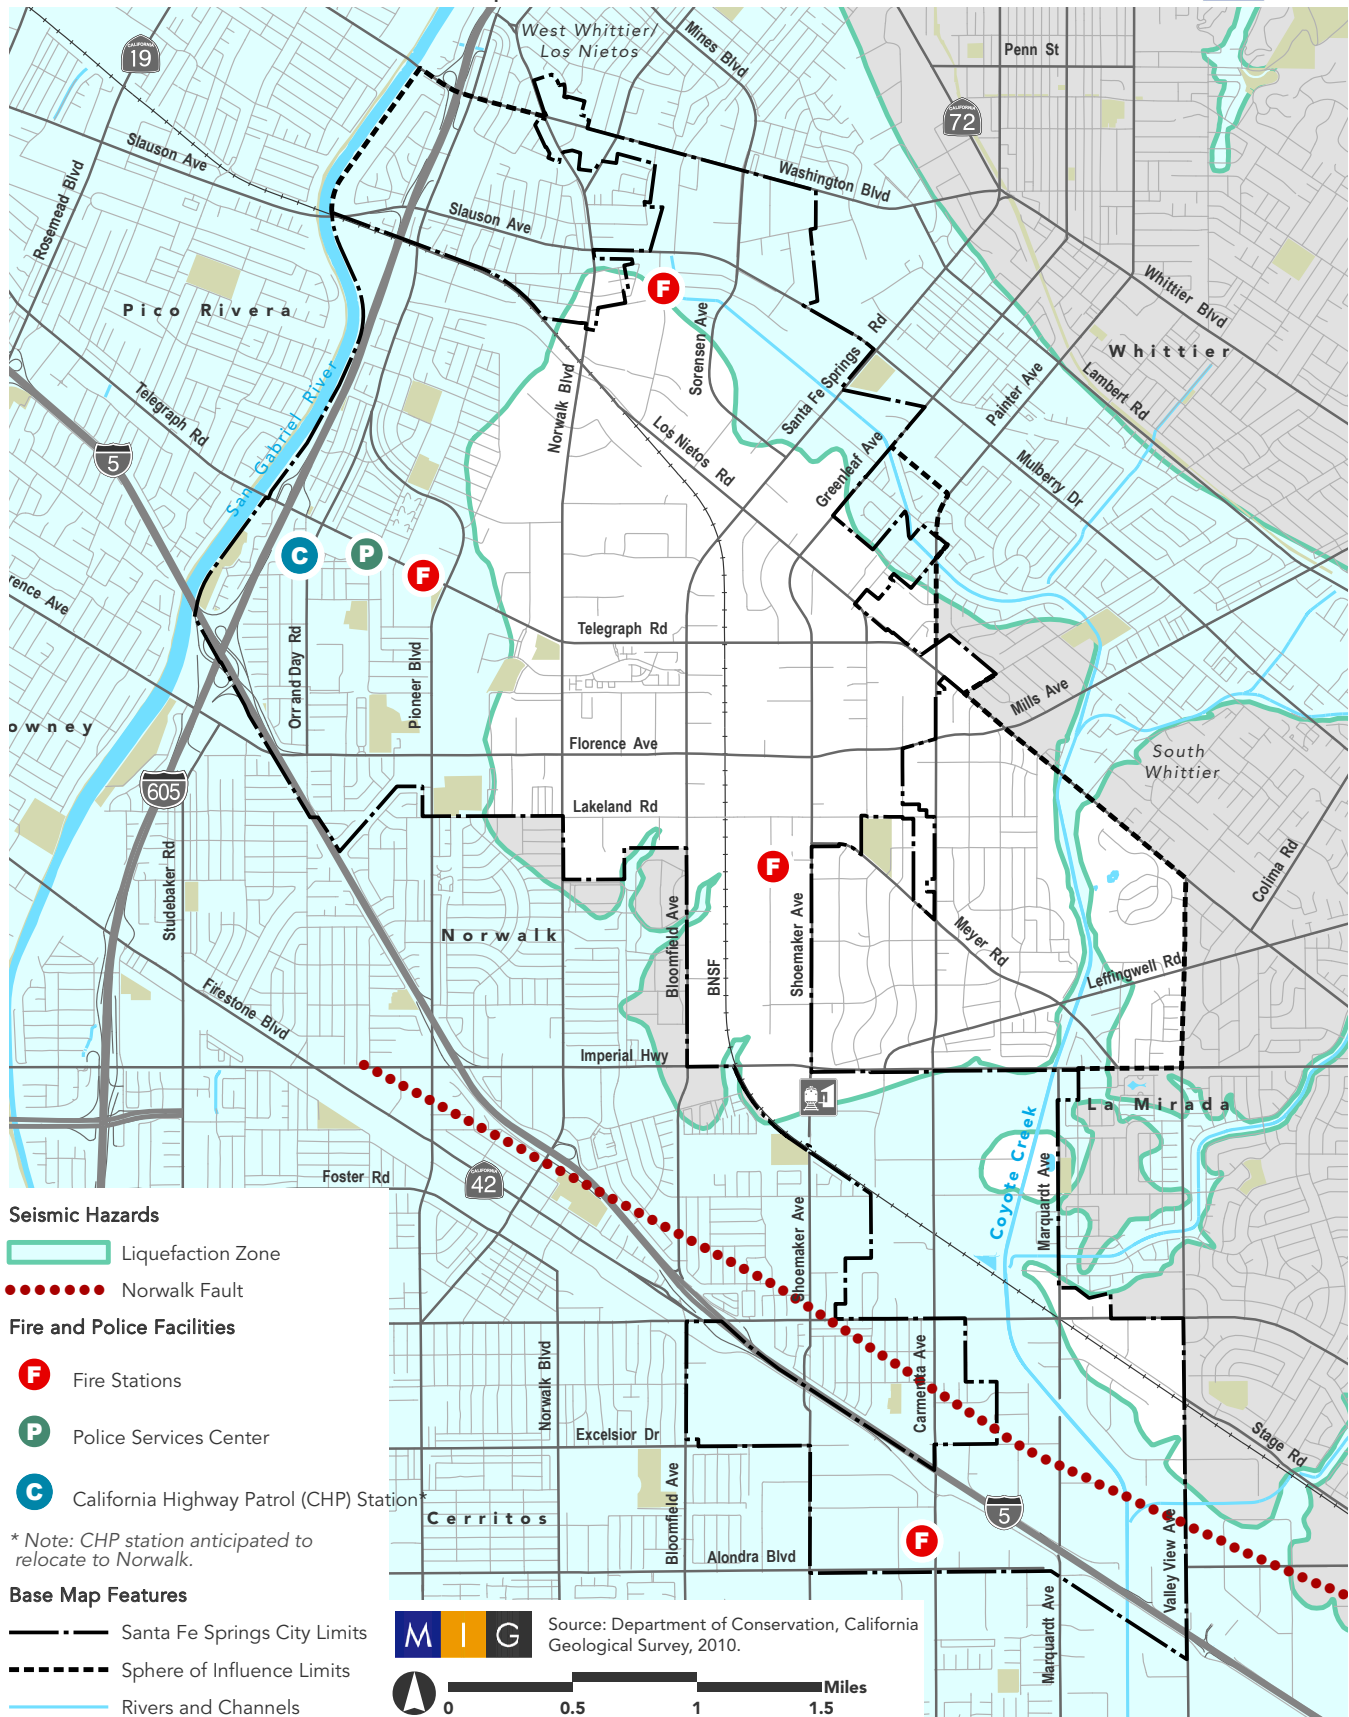 West Whittier/
Los Nietos
Mines Blvd
Penn St
CALIFORNIA
19
CALIFORNIA
72
Slauson Ave
Rosemead Blvd
Slauson Ave
Washington Blvd
Pico Rivera
Whittier Blvd
Whittier
Lambert Rd
Painter Ave
Santa Fe Springs Rd
Sorensen Ave
Norwalk Blvd
Los Nietos Rd
Greenleaf Ave
Mulberry Dr
Telegraph Rd
San Gabriel River
5
F
C
P
F
rence Ave
Telegraph Rd
Orr and Day Rd
Pioneer Blvd
Mills Ave
owney
Florence Ave
South
Whittier
605
Lakeland Rd
F
Studebaker Rd
Colima Rd
Norwalk
Bloomfield Ave
BNSF
Shoemaker Ave
Meyer Rd
Leffingwell Rd
Firestone Blvd
Imperial Hwy
La Mirada
Coyote Creek
Marquardt Ave
Foster Rd
CALIFORNIA
42
Shoemaker Ave
Norwalk Blvd
Carmenita Ave
Excelsior Dr
Stage Rd
Bloomfield Ave
Cerritos
5
F
Alondra Blvd
Valley View Ave
Marquardt Ave
Seismic Hazards
Liquefaction Zone
Norwalk Fault
Fire and Police Facilities
F Fire Stations
P Police Services Center
C California Highway Patrol (CHP) Station*
* Note: CHP station anticipated to
relocate to Norwalk.
Base Map Features
Santa Fe Springs City Limits
Sphere of Influence Limits
Rivers and Channels
M I G
Source: Department of Conservation, California
Geological Survey, 2010.
0 0.5 1 1.5 Miles